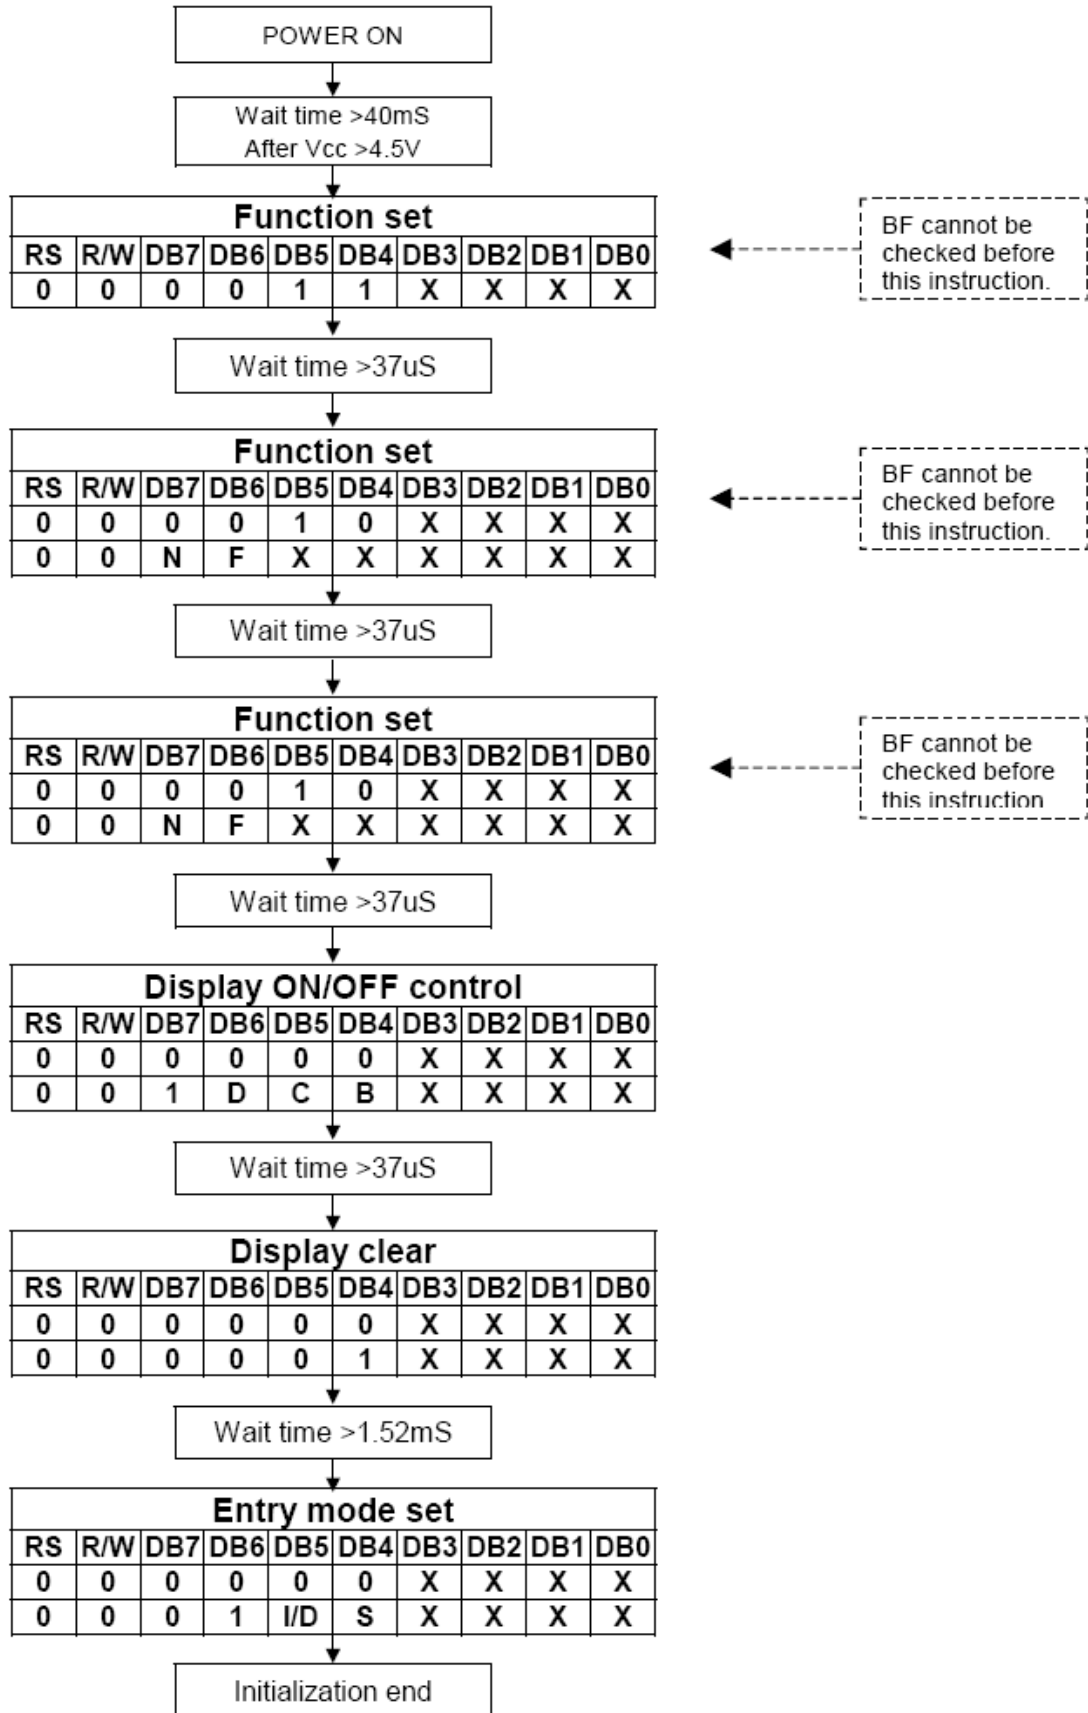 POWER ON
Wait time >40mS
After Vcc >4.5V
Function set
RS R/W DB7 DB6 DB5 DB4 DB3 DB2 DB1 DB0
0 0 0 0 1 1 X X X X
BF cannot be
checked before
this instruction.
Wait time >37uS
Function set
RS R/W DB7 DB6 DB5 DB4 DB3 DB2 DB1 DB0
0 0 0 0 1 0 X X X X
0 0 N F X X X X X X
BF cannot be
checked before
this instruction.
Wait time >37uS
Function set
RS R/W DB7 DB6 DB5 DB4 DB3 DB2 DB1 DB0
0 0 0 0 1 0 X X X X
0 0 N F X X X X X X
BF cannot be
checked before
this instruction
Wait time >37uS
Display ON/OFF control
RS R/W DB7 DB6 DB5 DB4 DB3 DB2 DB1 DB0
0 0 0 0 0 0 X X X X
0 0 1 D C B X X X X
Wait time >37uS
Display clear
RS R/W DB7 DB6 DB5 DB4 DB3 DB2 DB1 DB0
0 0 0 0 0 0 X X X X
0 0 0 0 0 1 X X X X
Wait time >1.52mS
Entry mode set
RS R/W DB7 DB6 DB5 DB4 DB3 DB2 DB1 DB0
0 0 0 0 0 0 X X X X
0 0 0 1 I/D S X X X X
Initialization end